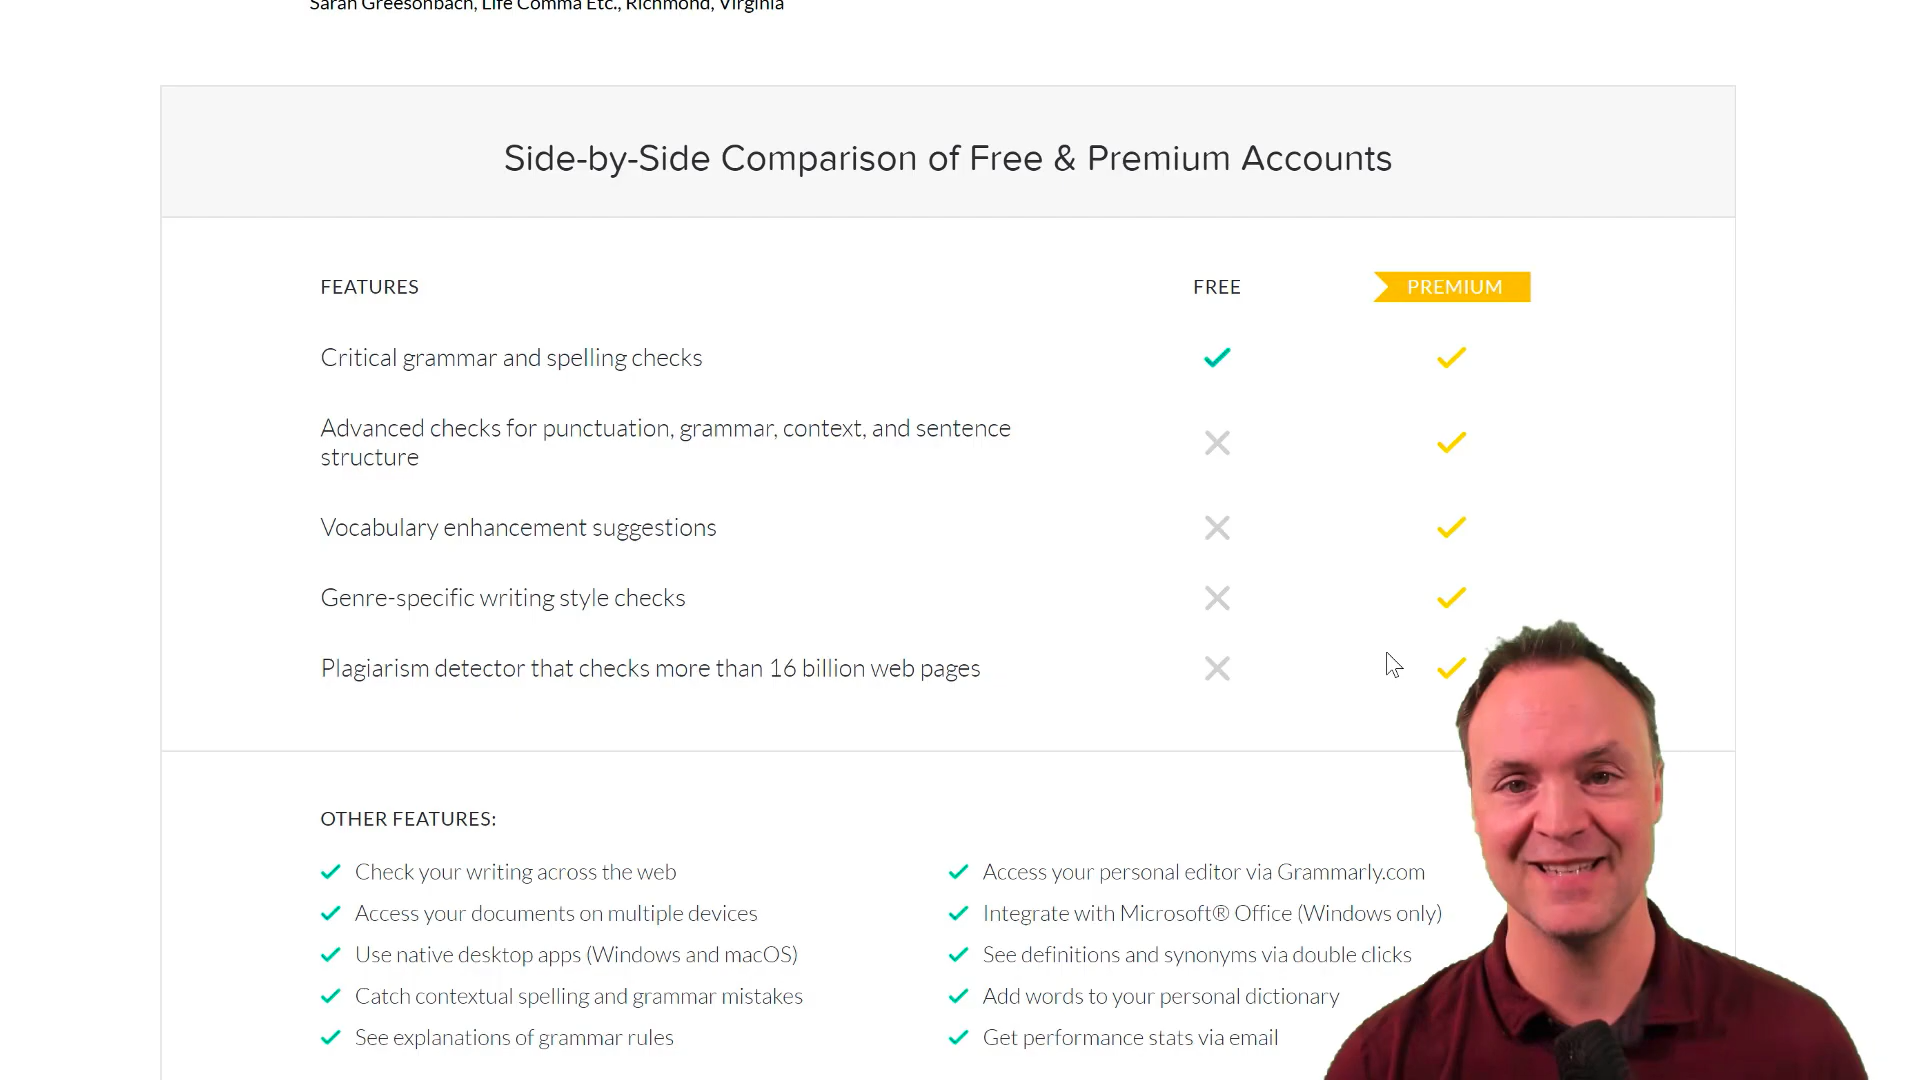 Sarah Greesonbach, Life Comma Etc., Richmond, Virginia
Side-by-Side Comparison of Free & Premium Accounts
FEATURES FREE PREMIUM
Critical grammar and spelling checks
Advanced checks for punctuation, grammar, context, and sentence
structure
Vocabulary enhancement suggestions
Genre-specific writing style checks
Plagiarism detector that checks more than 16 billion web pages
OTHER FEATURES:
Check your writing across the web
Access your documents on multiple devices
Use native desktop apps (Windows and macOS)
Catch contextual spelling and grammar mistakes
See explanations of grammar rules
Access your personal editor via Grammarly.com
Integrate with Microsoft® Office (Windows only)
See definitions and synonyms via double clicks
Add words to your personal dictionary
Get performance stats via email